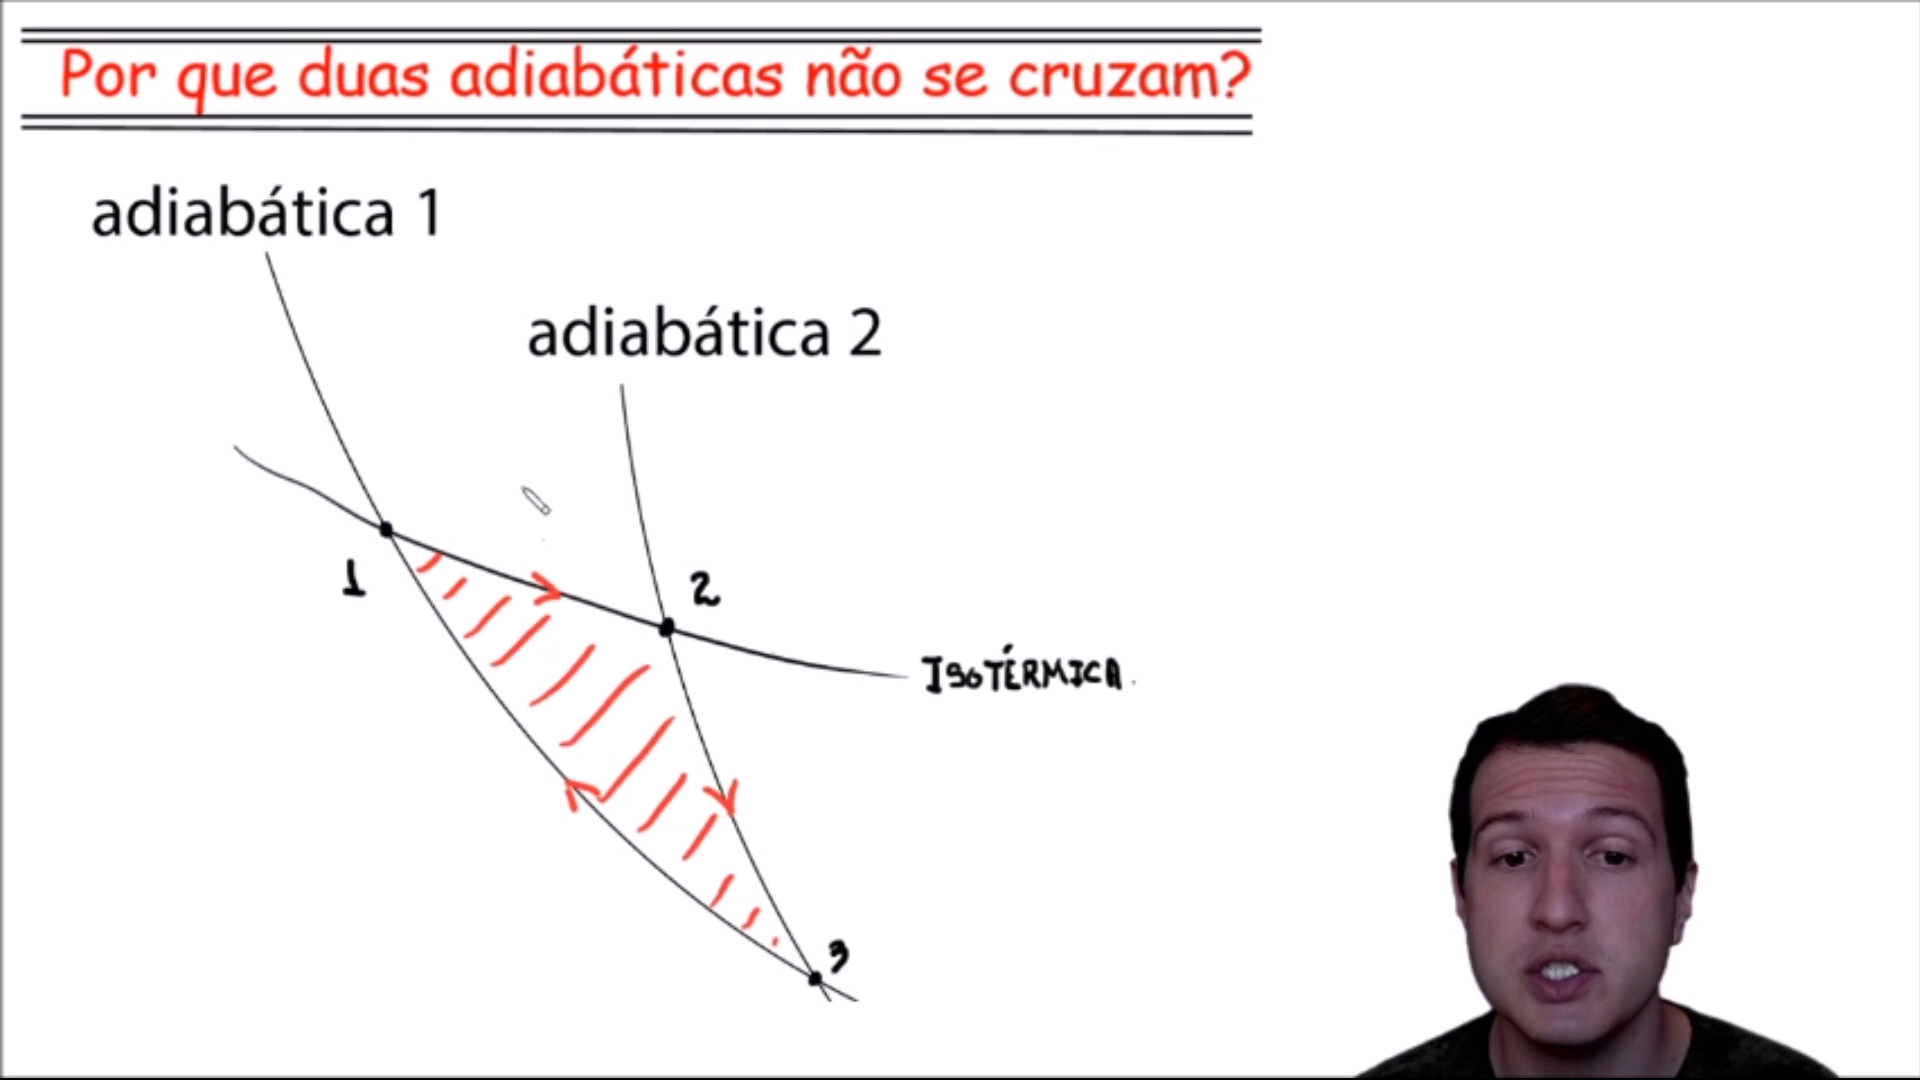 Por que duas adiabáticas não se cruzam?
adiabática 1
adiabática 2
1
2
ISOTÉRMICA.
3